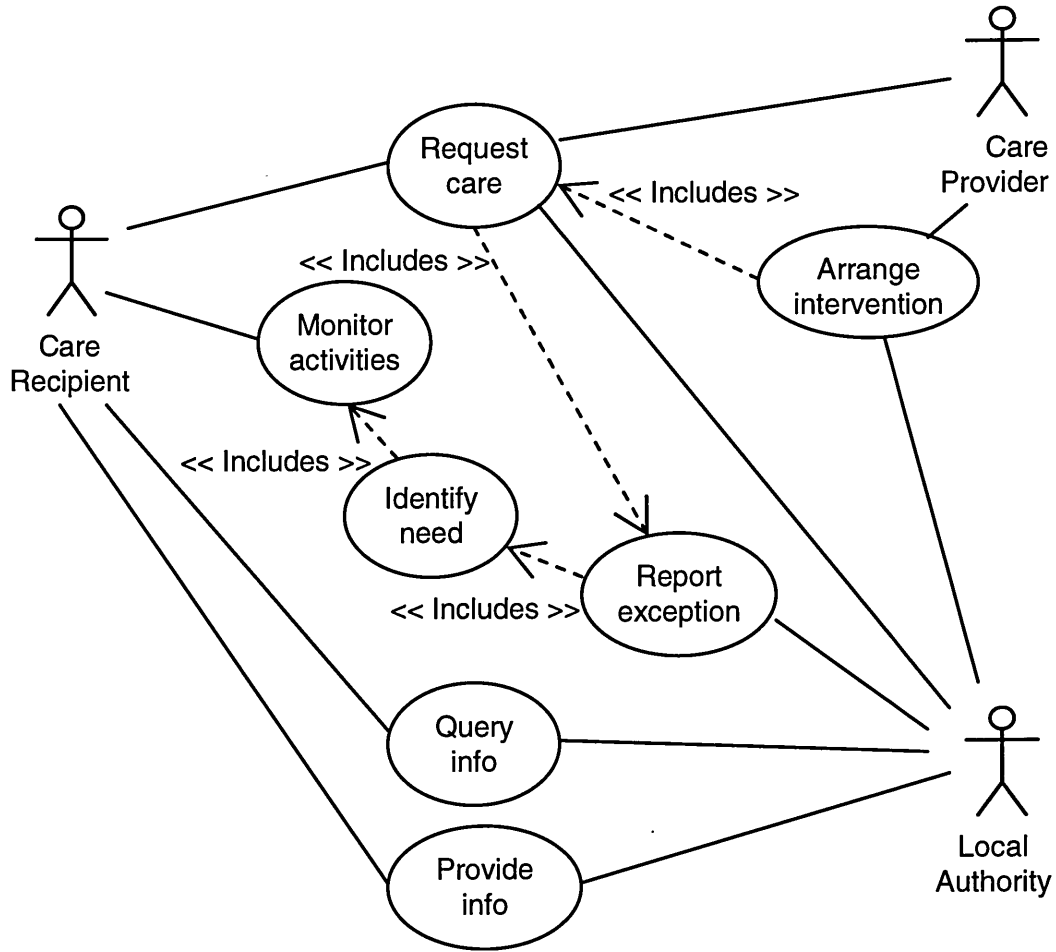 Request
care
Care
Provider
<< Includes >>
<< Includes >>
Arrange
intervention
Monitor
activities
Care
Recipient
<< Includes >>
Identify
need
Report
exception
<< Includes >>
Query
info
Provide
info
Local
Authority